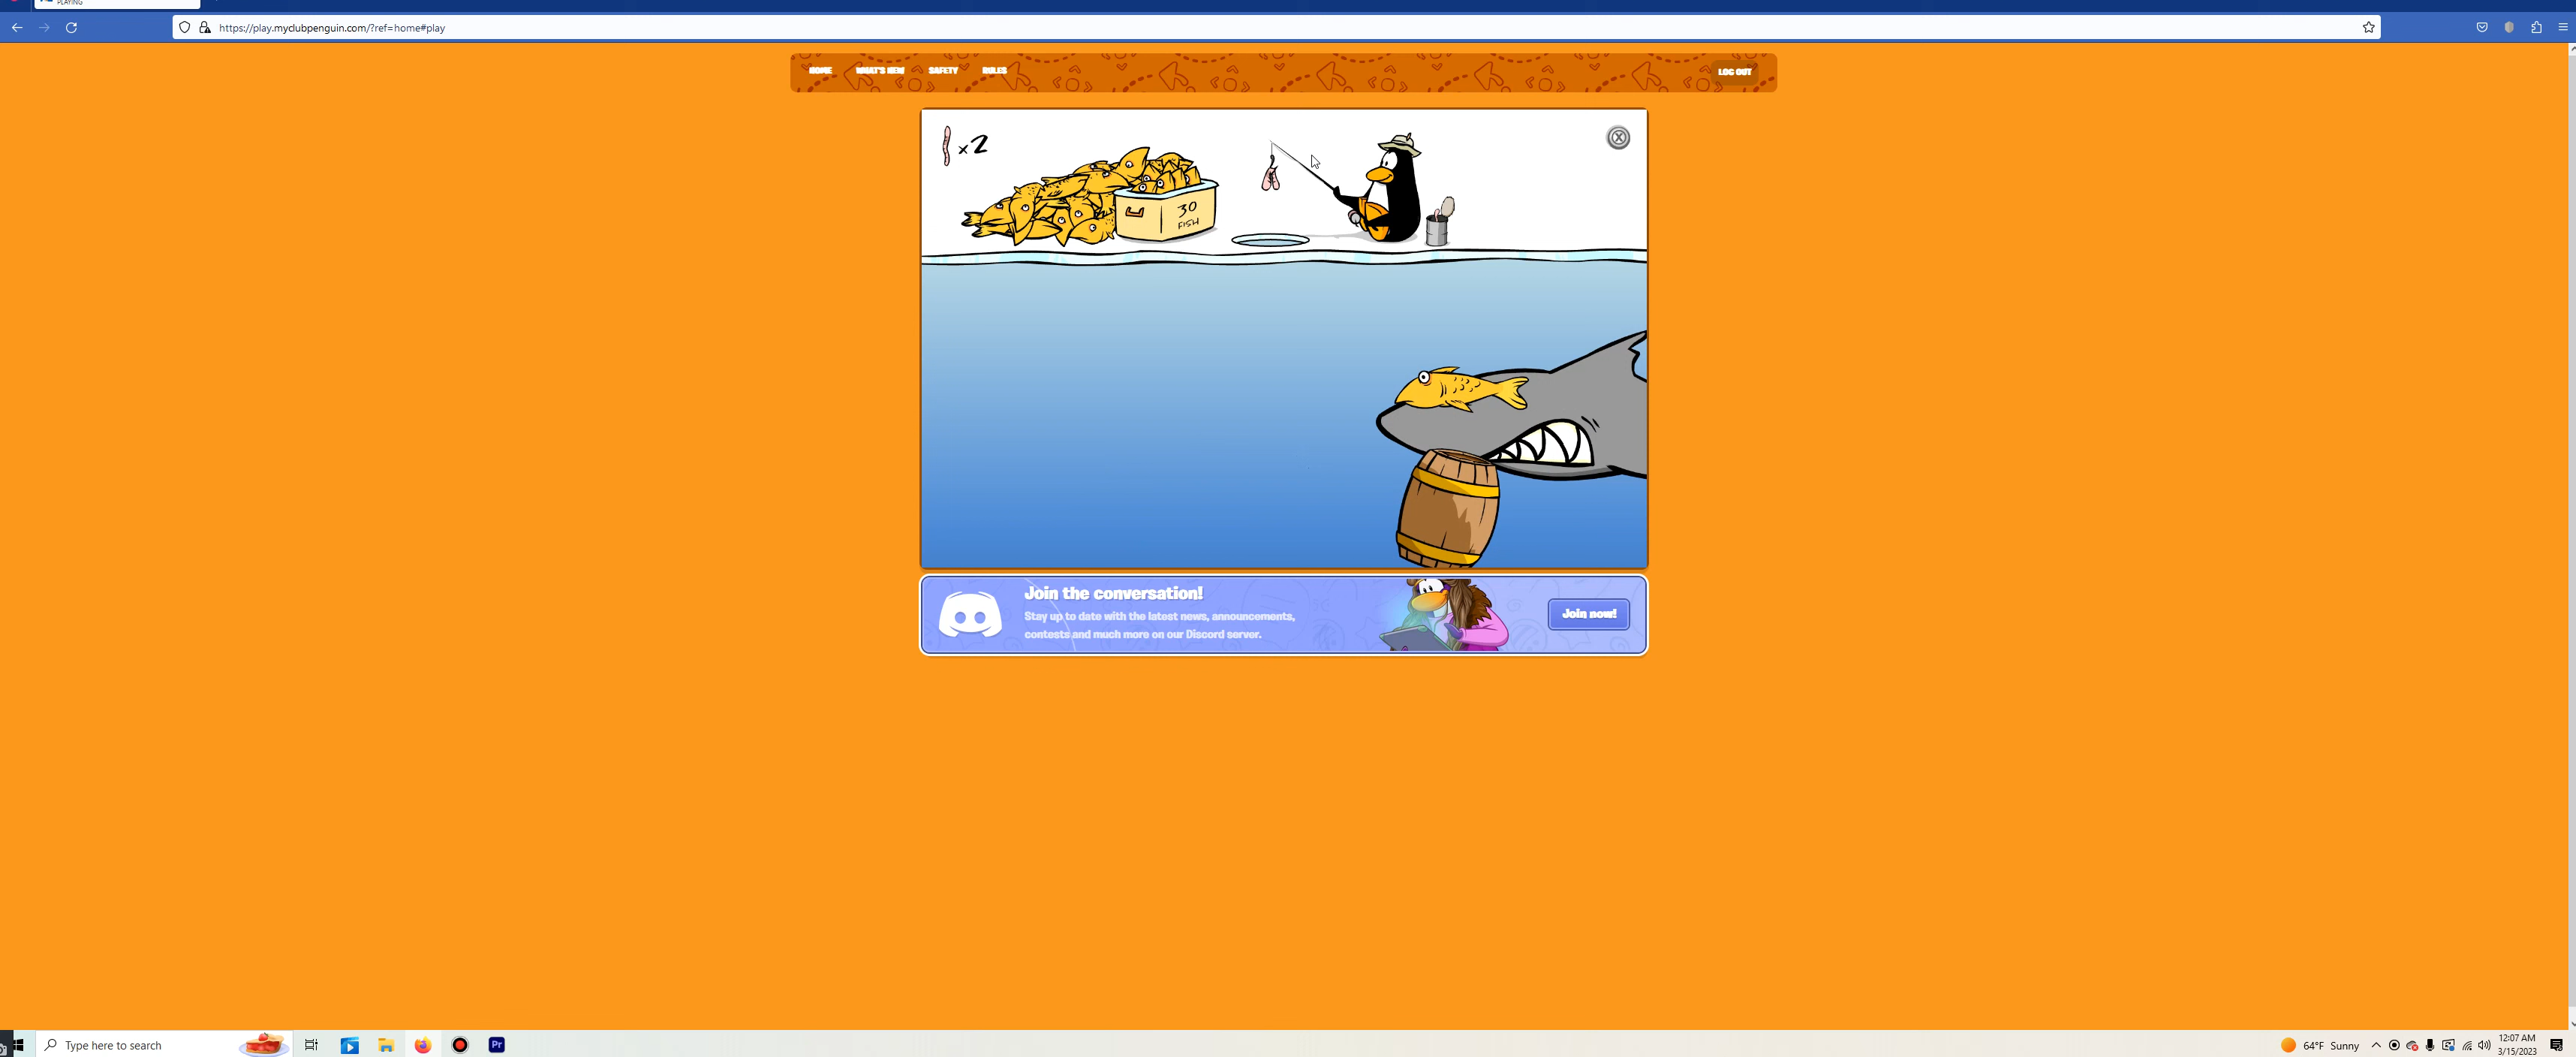 PLAYING
https://play.myclubpenguin.com/?ref=home#play
HOME WHAT'S NEW SAFETY RULES LOG OUT
x2
30
FISH
Join the conversation!
Stay up to date with the latest news, announcements,
contests and much more on our Discord server.
Join now!
Type here to search
Pr
64°F Sunny
12:07 AM
3/15/2023